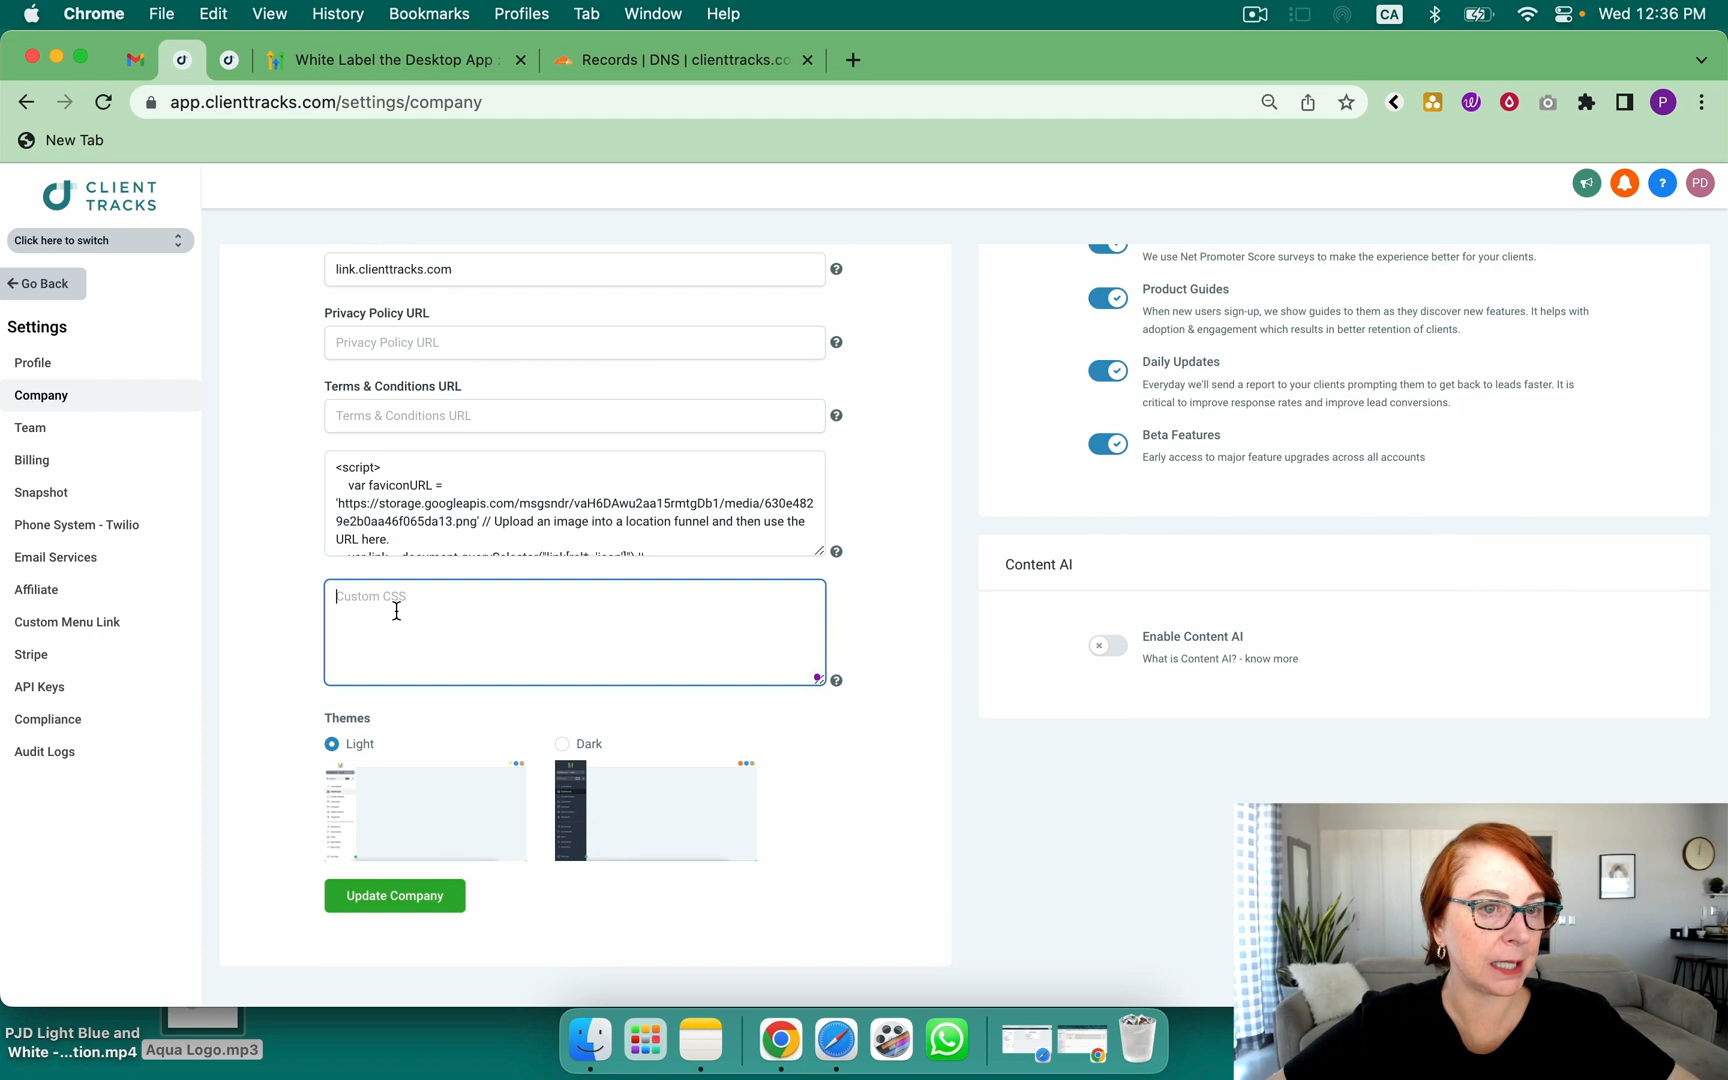 Chrome File Edit View History Bookmarks Profiles Tab Window Help CA Wed 12:36 PM
White Label the Desktop App : Records | DNS | clienttracks.co
app.clienttracks.com/settings/company P
New Tab
CLIENT
TRACKS
? PD
Click here to switch
Go Back
Settings
Profile
Company
Team
Billing
Snapshot
Phone System - Twilio
Email Services
Affiliate
Custom Menu Link
Stripe
API Keys
Compliance
Audit Logs
link.clienttracks.com
Privacy Policy URL
Privacy Policy URL
Terms & Conditions URL
Terms & Conditions URL
<script>
var faviconURL =
'https://storage.googleapis.com/msgsndr/vaH6DAwu2aa15rmtgDb1/media/630e482
9e2b0aa46f065da13.png' // Upload an image into a location funnel and then use the
URL here.
Custom CSS
Themes
Light
Dark
Update Company
We use Net Promoter Score surveys to make the experience better for your clients.
Product Guides
When new users sign-up, we show guides to them as they discover new features. It helps with
adoption & engagement which results in better retention of clients.
Daily Updates
Everyday we'll send a report to your clients prompting them to get back to leads faster. It is
critical to improve response rates and improve lead conversions.
Beta Features
Early access to major feature upgrades across all accounts
Content AI
Enable Content AI
What is Content AI? - know more
PJD Light Blue and
White -...tion.mp4
Aqua Logo.mp3